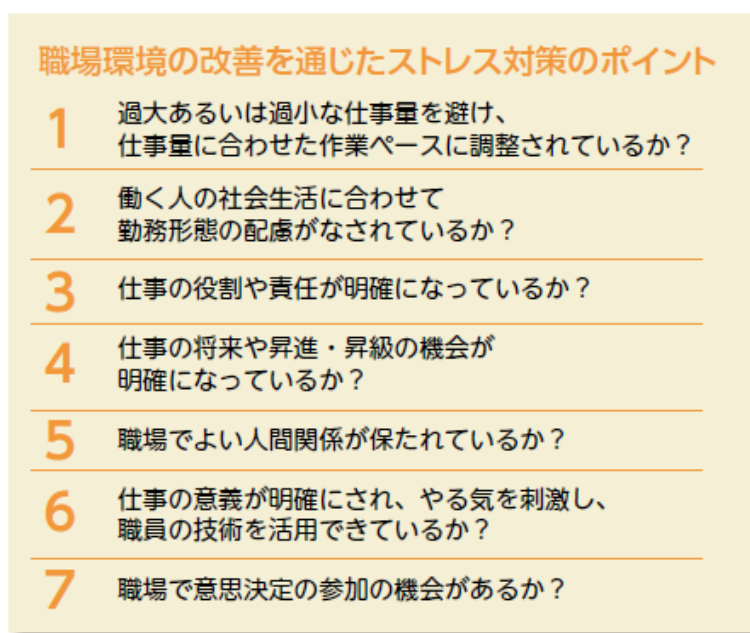 職場環境の改善を通じたストレス対策のポイント
1
過大あるいは過小な仕事量を避け、
仕事量に合わせた作業ペースに調整されているか？
2
働く人の社会生活に合わせて
勤務形態の配慮がなされているか？
3
仕事の役割や責任が明確になっているか？
4
仕事の将来や昇進・昇級の機会が
明確になっているか？
5
職場でよい人間関係が保たれているか？
6
仕事の意義が明確にされ、やる気を刺激し、
職員の技術を活用できているか？
7
職場で意思決定の参加の機会があるか？